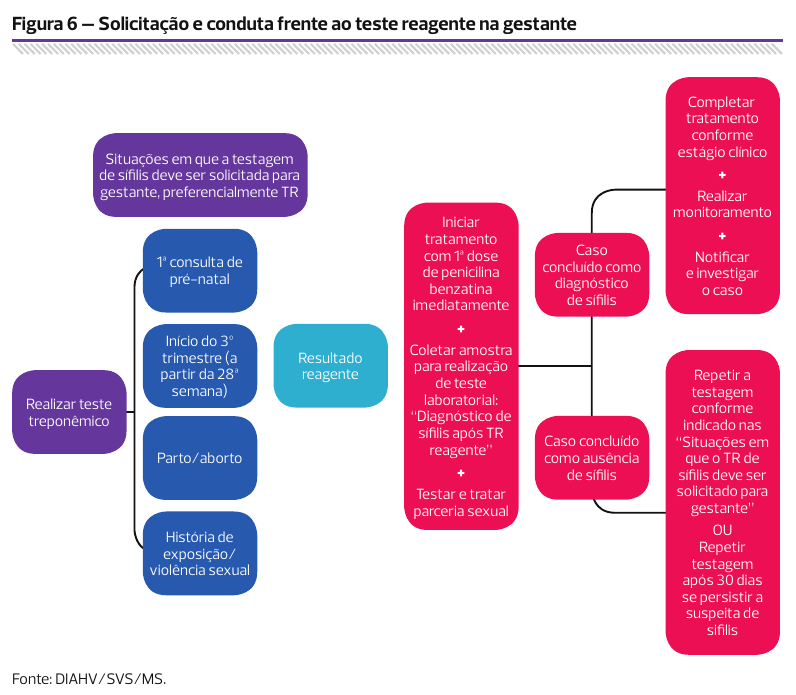 Figura 6 — Solicitação e conduta frente ao teste reagente na gestante
Situações em que a testagem
de sífilis deve ser solicitada para
gestante, preferencialmente TR
Realizar teste
treponêmico
1ª consulta de
pré-natal
Início do 3º
trimestre (a
partir da 28ª
semana)
Parto/aborto
História de
exposição/
violência sexual
Resultado
reagente
Iniciar
tratamento
com 1ª dose
de penicilina
benzatina
imediatamente
+
Coletar amostra
para realização
de teste
laboratorial:
“Diagnóstico de
sífilis após TR
reagente”
+
Testar e tratar
parceria sexual
Caso
concluído como
diagnóstico
de sífilis
Completar
tratamento
conforme
estágio clínico
+
Realizar
monitoramento
+
Notificar
e investigar
o caso
Caso concluído
como ausência
de sífilis
Repetir a
testagem
conforme
indicado nas
“Situações em
que o TR de
sífilis deve ser
solicitado para
gestante”
OU
Repetir
testagem
após 30 dias
se persistir a
suspeita de
sífilis
Fonte: DIAHV/SVS/MS.